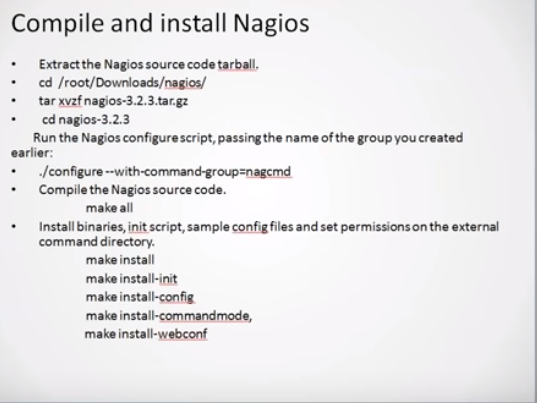 Compile and install Nagios
• Extract the Nagios source code tarball.
• cd /root/Downloads/nagios/
• tar xvzf nagios-3.2.3.tar.gz
• cd nagios-3.2.3
Run the Nagios configure script, passing the name of the group you created
earlier:
• ./configure --with-command-group=nagcmd
• Compile the Nagios source code.
make all
• Install binaries, init script, sample config files and set permissions on the external
command directory.
make install
make install-init
make install-config
make install-commandmode,
make install-webconf